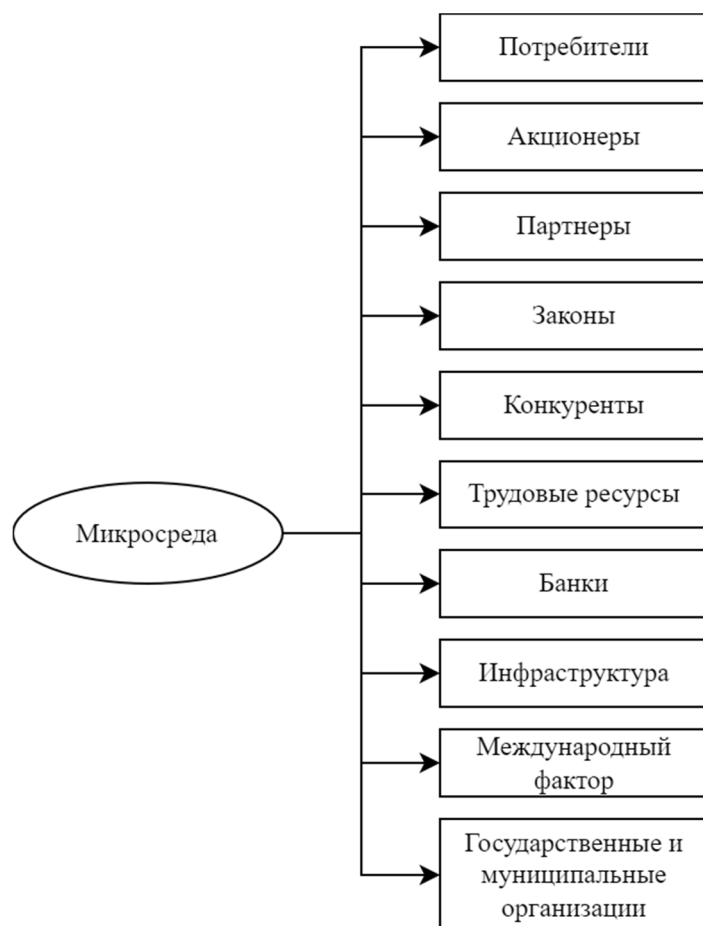 Потребители
Акционеры
Партнеры
Законы
Конкуренты
Трудовые ресурсы
Микросреда
Банки
Инфраструктура
Международный
фактор
Государственные и
муниципальные
организации